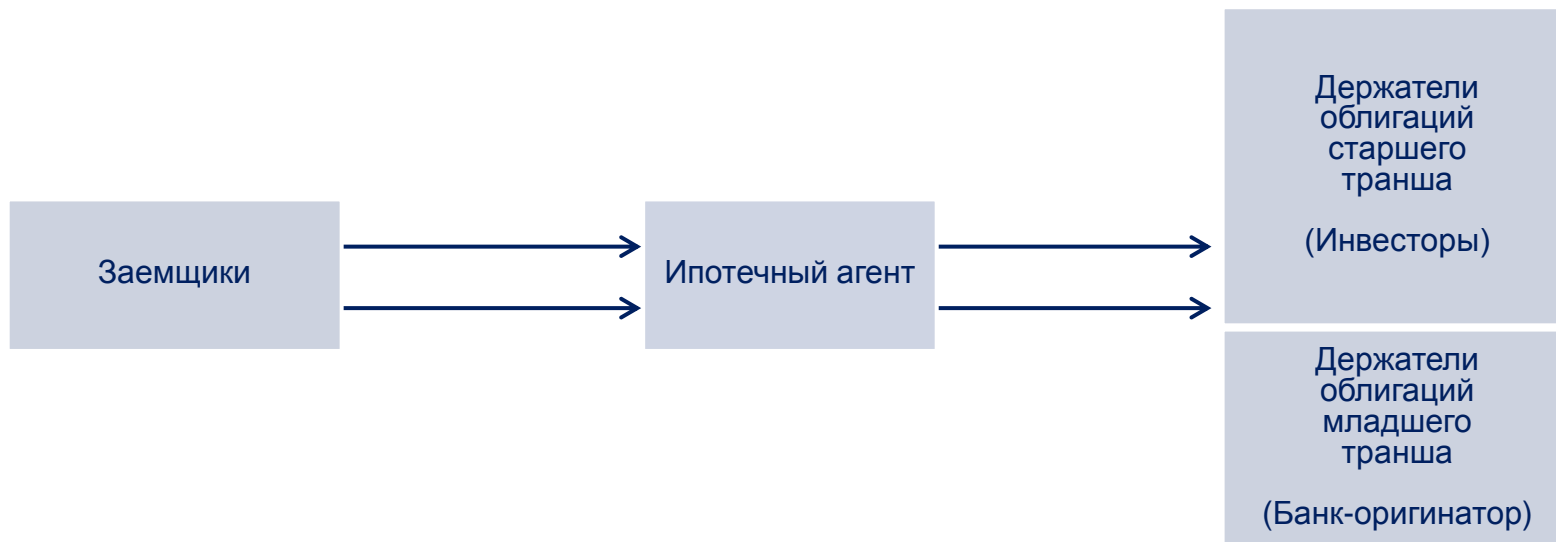 Заемщики
Ипотечный агент
Держатели
облигаций
старшего
транша
(Инвесторы)
Держатели
облигаций
младшего
транша
(Банк-оригинатор)